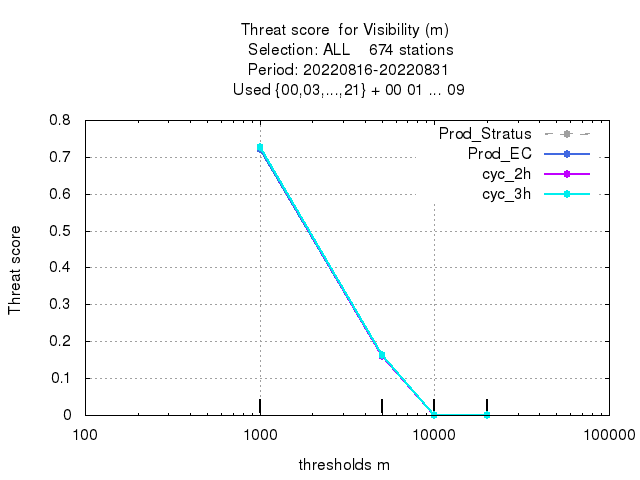 Threat score  for Visibility (m)
Selection: ALL    674 stations
Period: 20220816-20220831
Used {00,03,...,21} + 00 01 ... 09
Prod_Stratus
Prod_EC
cyc_2h
cyc_3h
Threat score
0.8
0.7
0.6
0.5
0.4
0.3
0.2
0.1
0
100
1000
10000
100000
thresholds m